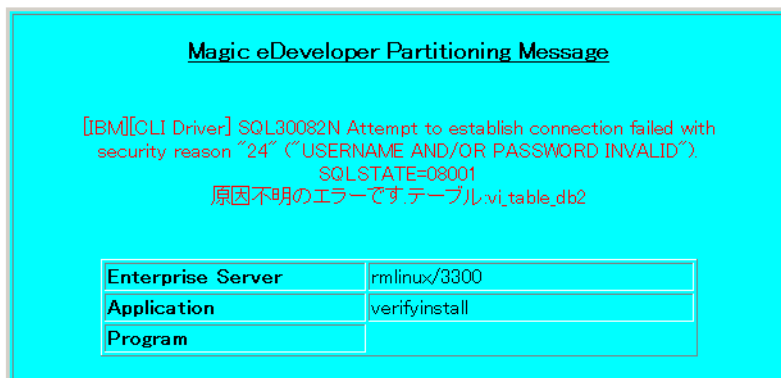 Magic eDeveloper Partitioning Message
[IBM][CLI Driver] SQL30082N Attempt to establish connection failed with
security reason "24" ("USERNAME AND/OR PASSWORD INVALID").
SQLSTATE=08001
原因不明のエラーです.テーブル:vi_table_db2
Enterprise Server rmlinux/3300
Application verifyinstall
Program